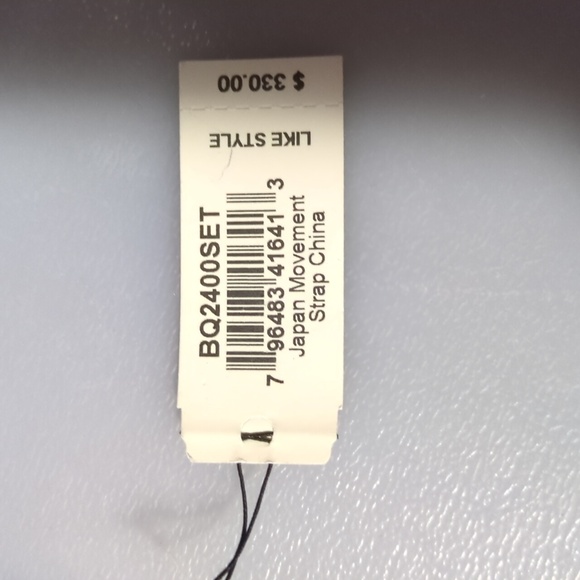 $ 330.00
LIKE STYLE
BQ2400SET
7 96483 41641 3
Japan Movement
Strap China